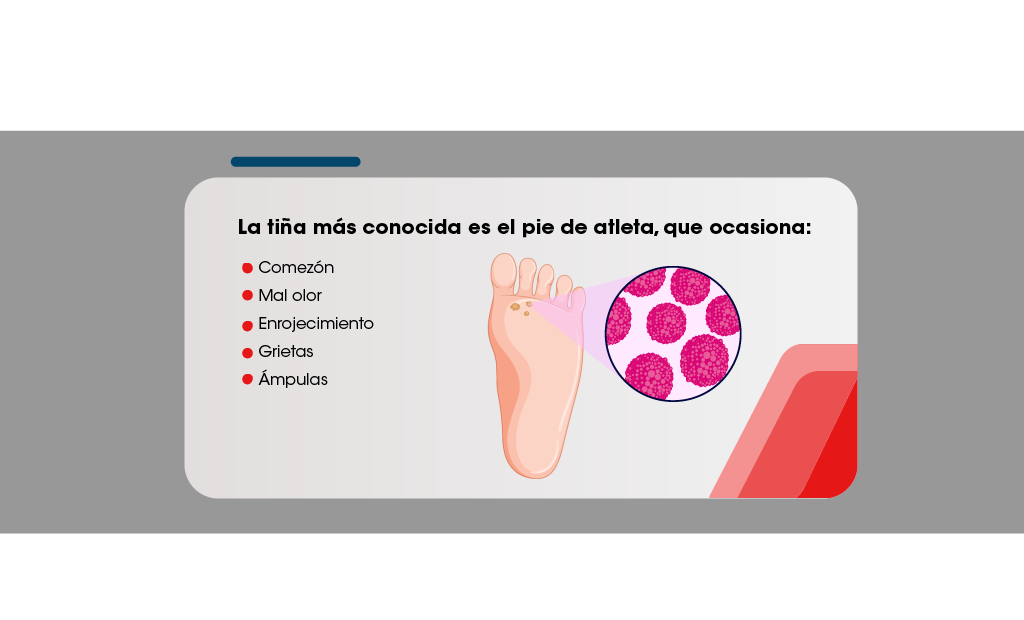 La tiña más conocida es el pie de atleta, que ocasiona:
Comezón
Mal olor
Enrojecimiento
Grietas
Ámpulas